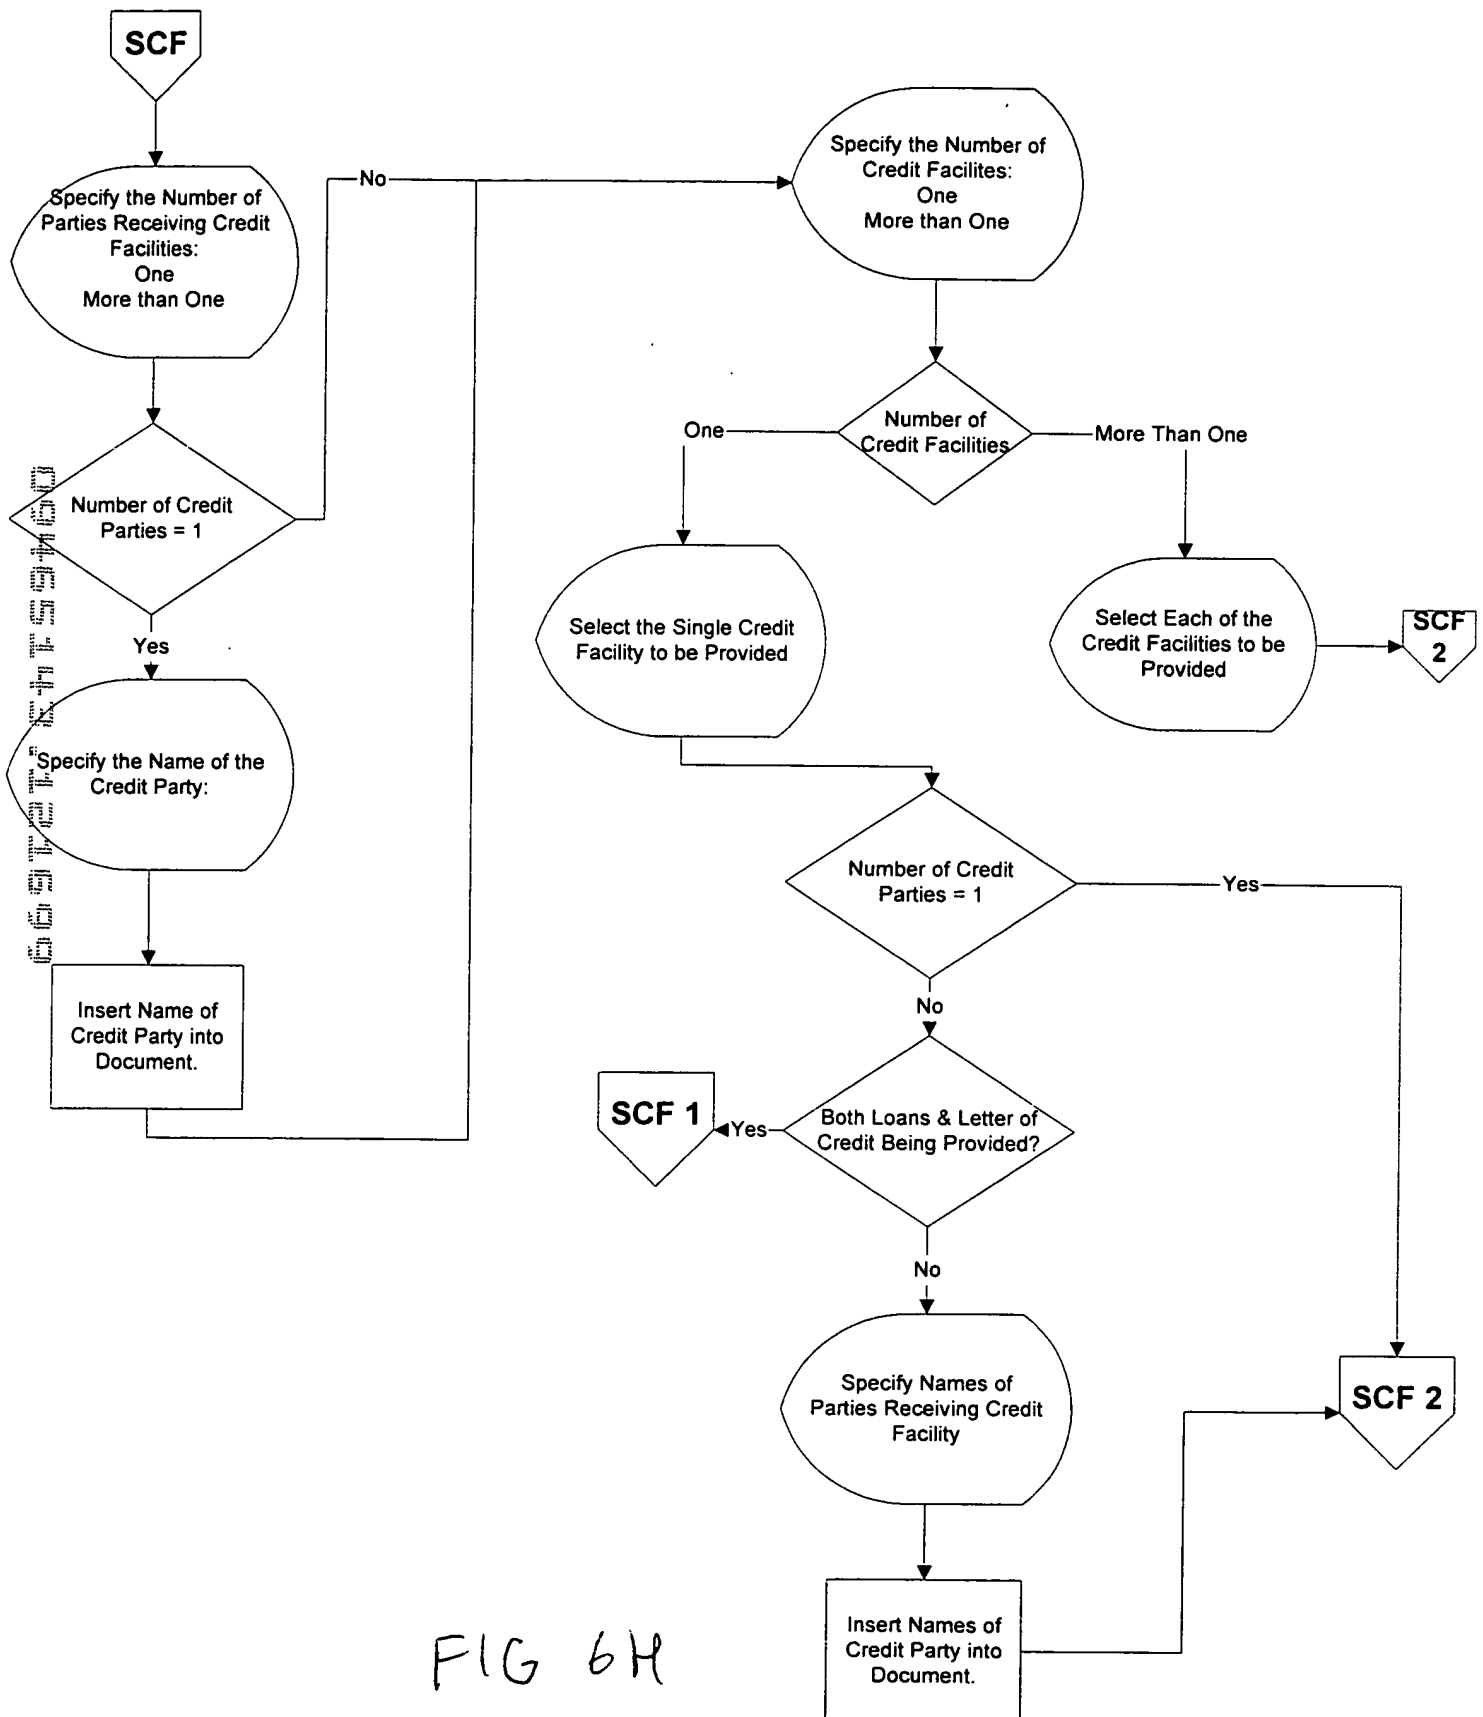 SCF
Specify the Number of
Parties Receiving Credit
Facilities:
One
More than One
Number of Credit
Parties = 1
Yes
No
Specify the Name of the
Credit Party:
Insert Name of
Credit Party into
Document.
Specify the Number of
Credit Facilites:
One
More than One
Number of
Credit Facilities
One
More Than One
Select the Single Credit
Facility to be Provided
Select Each of the
Credit Facilities to be
Provided
SCF
2
Number of Credit
Parties = 1
Yes
No
Both Loans & Letter of
Credit Being Provided?
Yes
SCF 1
No
Specify Names of
Parties Receiving Credit
Facility
SCF 2
Insert Names of
Credit Party into
Document.
FIG 6H
09465143.121699